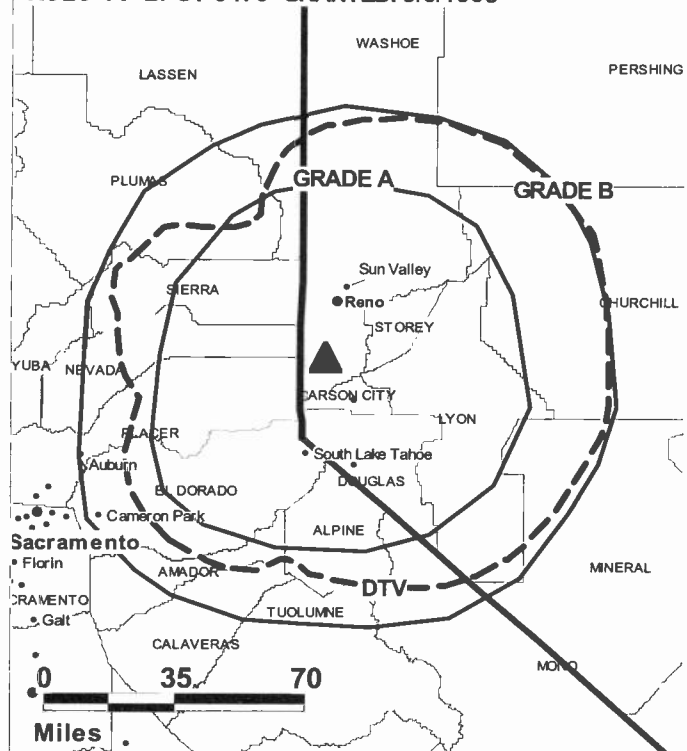 WASHOE
LASSEN
PERSHING
PLUMAS
GRADE A
GRADE B
Sun Valley
Reno
SIERRA
CHURCHILL
STOREY
YUBA
NEVADA
CARSON CITY
LYON
PLACER
South Lake Tahoe
Auburn
DOUGLAS
EL DORADO
Cameron Park
ALPINE
Sacramento
Florin
AMADOR
MINERAL
DTV
CRAMENTO
TUOLUMNE
Galt
CALAVERAS
MONO
0 35 70
Miles